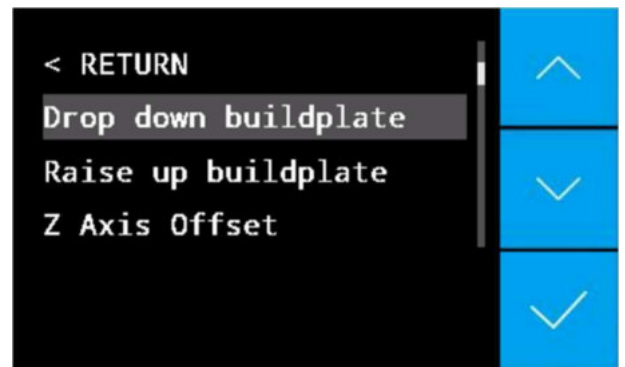 < RETURN
Drop down buildplate
Raise up buildplate
Z Axis Offset